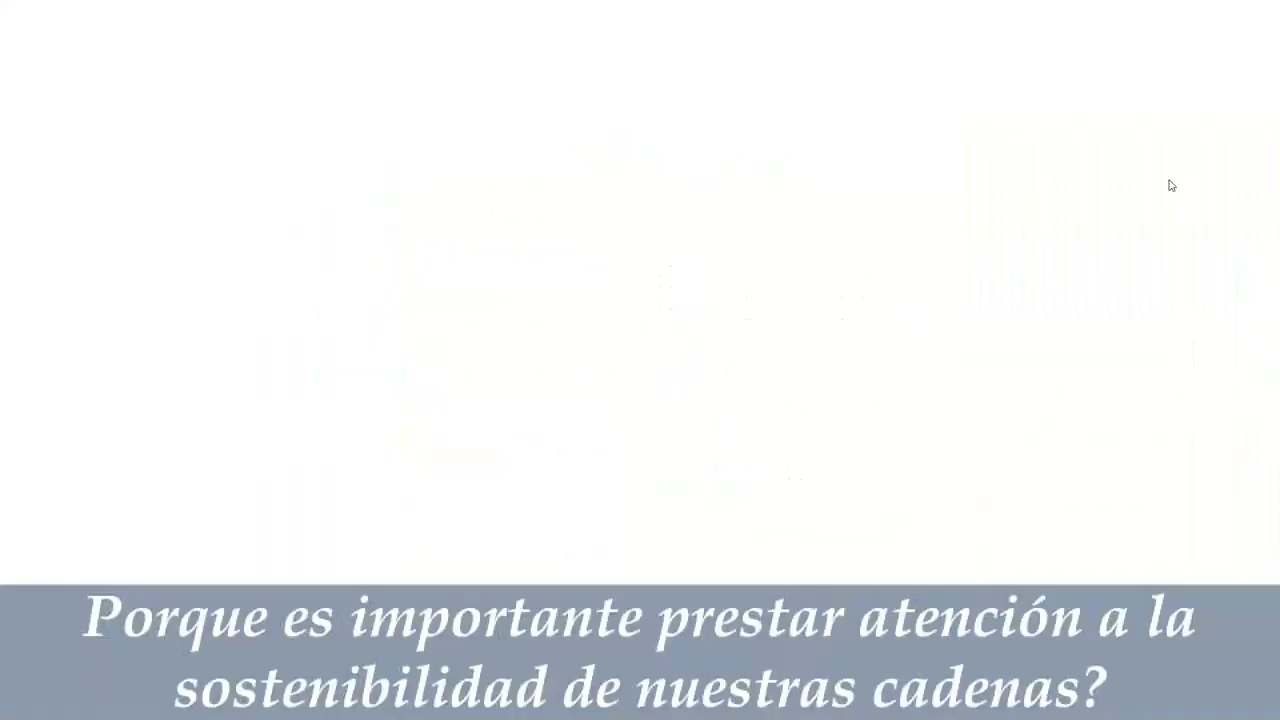 Porque es importante prestar atención a la
sostenibilidad de nuestras cadenas?